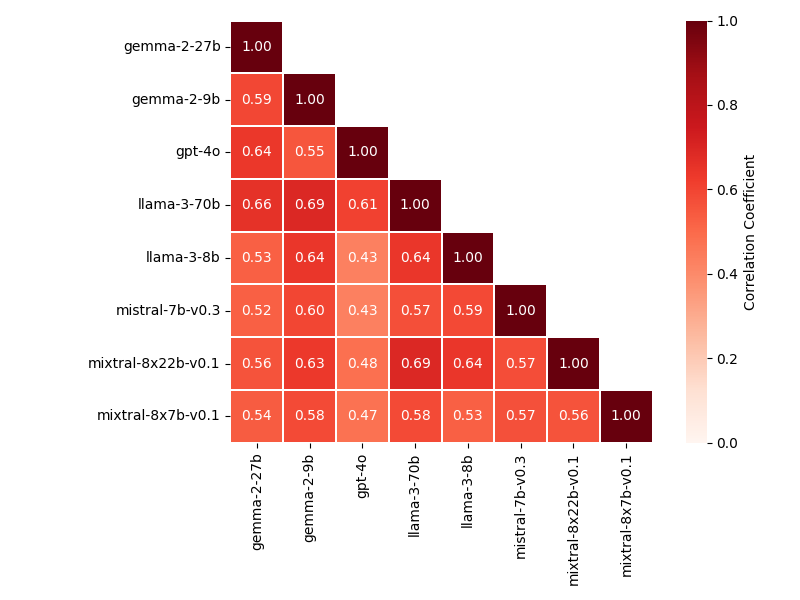 gemma-2-27b 1.00
gemma-2-9b 0.59 1.00
gpt-4o 0.64 0.55 1.00
llama-3-70b 0.66 0.69 0.61 1.00
llama-3-8b 0.53 0.64 0.43 0.64 1.00
mistral-7b-v0.3 0.52 0.60 0.43 0.57 0.59 1.00
mixtral-8x22b-v0.1 0.56 0.63 0.48 0.69 0.64 0.57 1.00
mixtral-8x7b-v0.1 0.54 0.58 0.47 0.58 0.53 0.57 0.56 1.00
gemma-2-27b
gemma-2-9b
gpt-4o
llama-3-70b
llama-3-8b
mistral-7b-v0.3
mixtral-8x22b-v0.1
mixtral-8x7b-v0.1
1.0
0.8
0.6
0.4
0.2
0.0
Correlation Coefficient